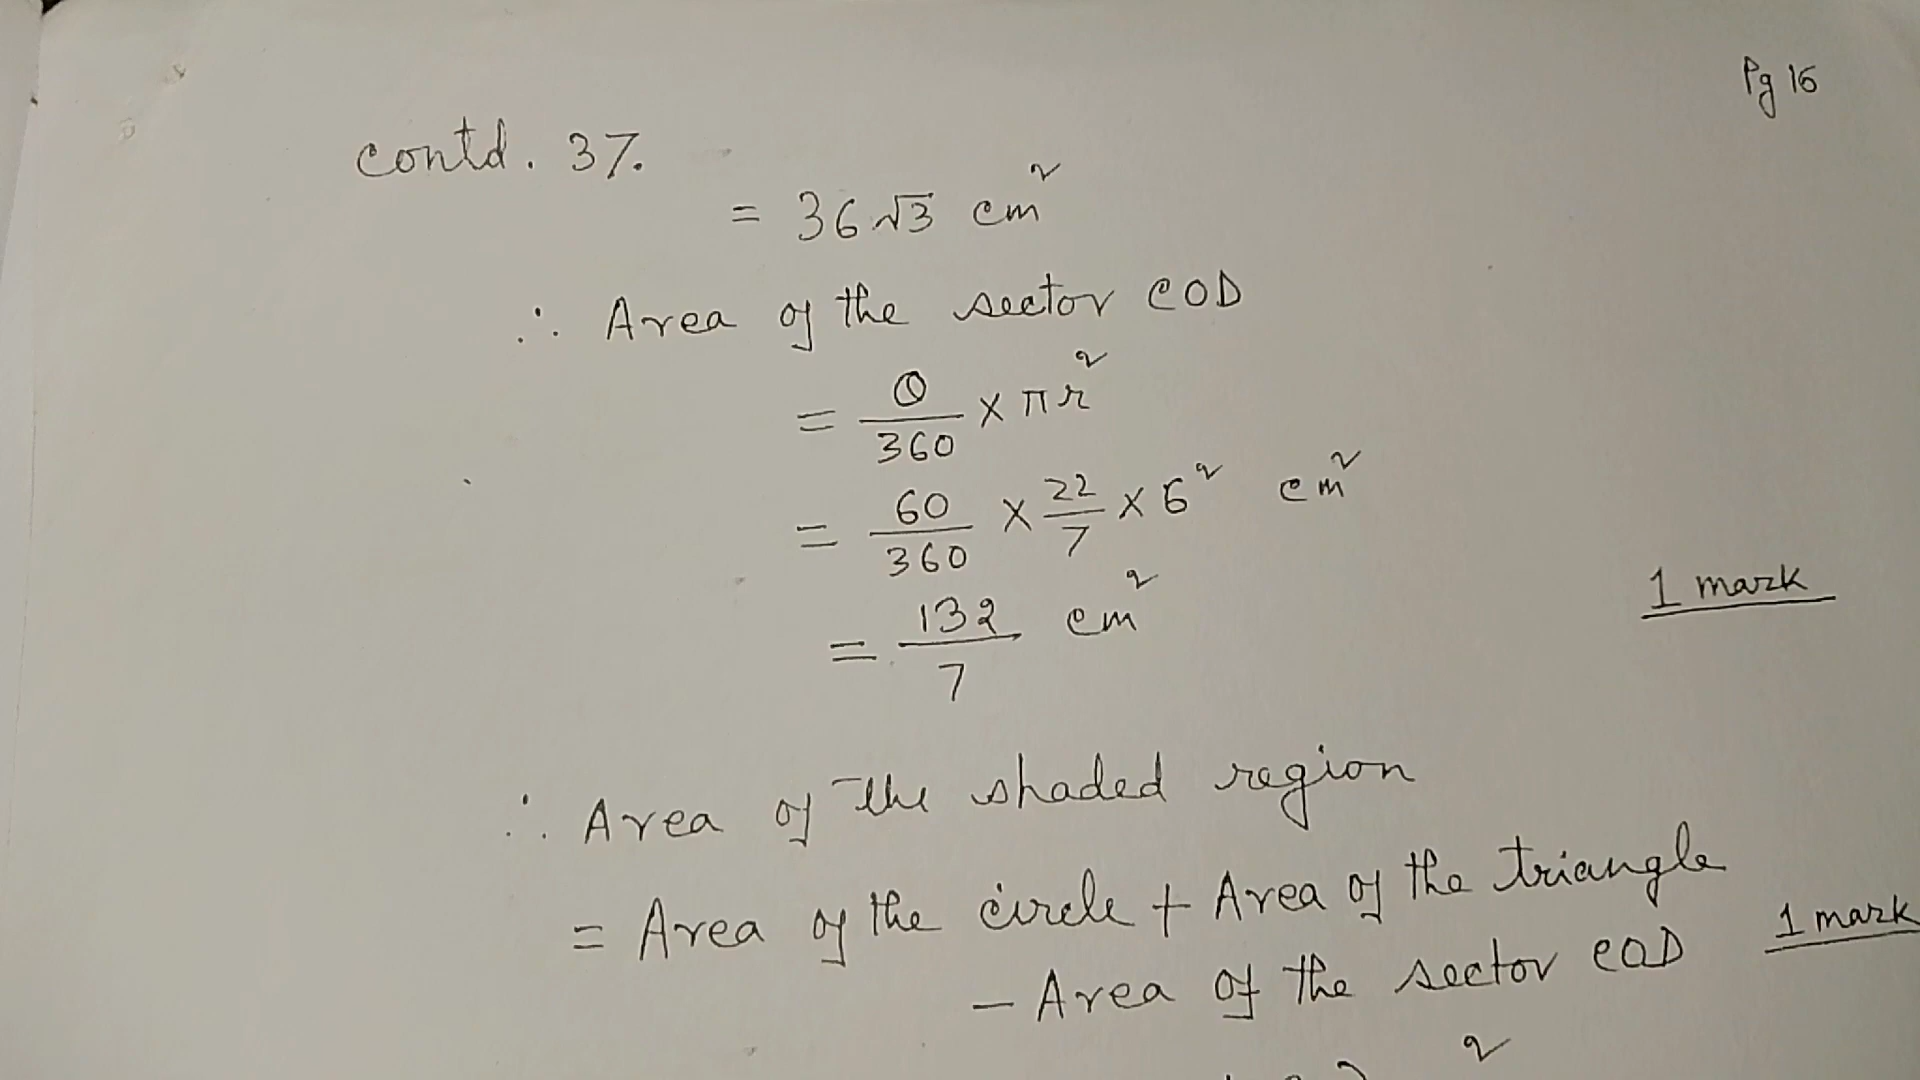 Pg 16
contd. 37.
= 36√3 cm²
∴ Area of the sector COD
= θ/360 × πr²
= 60/360 × 22/7 × 6² cm²
= 132/7 cm²
1 mark
∴ Area of the shaded region
= Area of the circle + Area of the triangle
− Area of the sector COD
1 mark